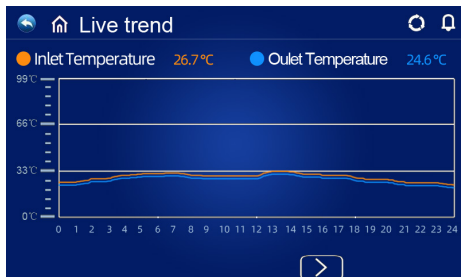 Live trend
Inlet Temperature 26.7℃ Oulet Temperature 24.6℃
99℃
66℃
33℃
0℃
0 1 2 3 4 5 6 7 8 9 10 11 12 13 14 15 16 17 18 19 20 21 22 23 24